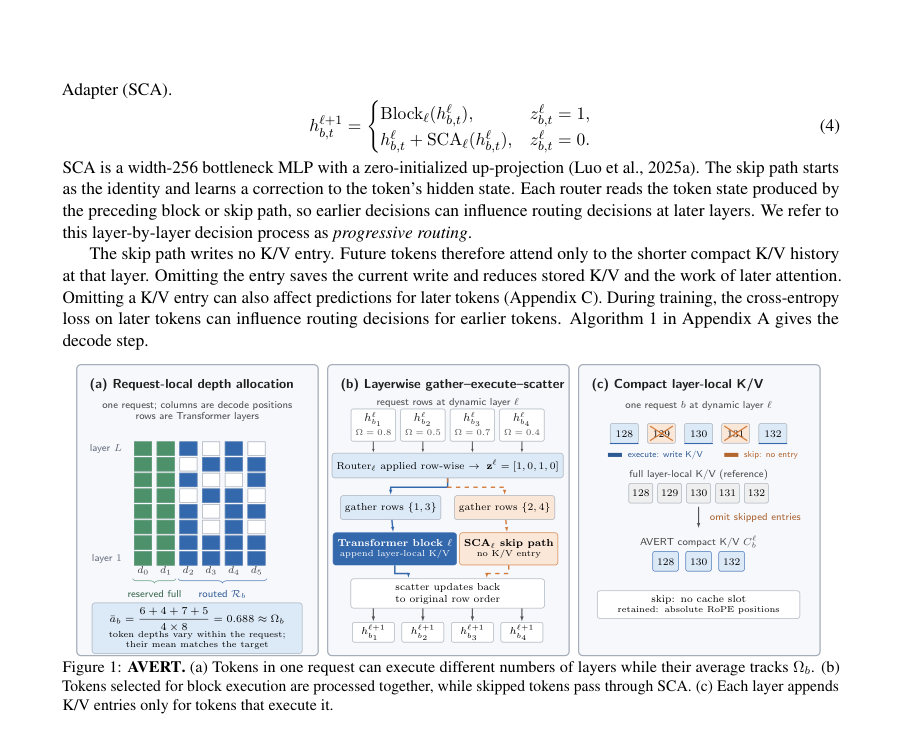 Adapter (SCA).
h_{b,t}^{ℓ+1} = { Block_ℓ(h_{b,t}^ℓ), z_{b,t}^ℓ = 1,
h_{b,t}^ℓ + SCA_ℓ(h_{b,t}^ℓ), z_{b,t}^ℓ = 0. (4)
SCA is a width-256 bottleneck MLP with a zero-initialized up-projection (Luo et al., 2025a). The skip path starts
as the identity and learns a correction to the token's hidden state. Each router reads the token state produced by
the preceding block or skip path, so earlier decisions can influence routing decisions at later layers. We refer to
this layer-by-layer decision process as progressive routing.
The skip path writes no K/V entry. Future tokens therefore attend only to the shorter compact K/V history
at that layer. Omitting the entry saves the current write and reduces stored K/V and the work of later attention.
Omitting a K/V entry can also affect predictions for later tokens (Appendix C). During training, the cross-entropy
loss on later tokens can influence routing decisions for earlier tokens. Algorithm 1 in Appendix A gives the
decode step.
(a) Request-local depth allocation
one request; columns are decode positions
rows are Transformer layers
layer L
layer 1
d_0 d_1 d_2 d_3 d_4 d_5
reserved full routed R_b
ā_b = (6 + 4 + 7 + 5) / (4 × 8) = 0.688 ≈ Ω_b
token depths vary within the request;
their mean matches the target
(b) Layerwise gather–execute–scatter
request rows at dynamic layer ℓ
h_{b_1}^ℓ h_{b_2}^ℓ h_{b_3}^ℓ h_{b_4}^ℓ
Ω = 0.8 Ω = 0.5 Ω = 0.7 Ω = 0.4
Router_ℓ applied row-wise → z^ℓ = [1, 0, 1, 0]
gather rows {1, 3} gather rows {2, 4}
Transformer block ℓ
append layer-local K/V
SCA_ℓ skip path
no K/V entry
scatter updates back
to original row order
h_{b_1}^{ℓ+1} h_{b_2}^{ℓ+1} h_{b_3}^{ℓ+1} h_{b_4}^{ℓ+1}
(c) Compact layer-local K/V
one request b at dynamic layer ℓ
128 129 130 131 132
execute: write K/V skip: no entry
full layer-local K/V (reference)
128 129 130 131 132
omit skipped entries
AVERT compact K/V C_b^ℓ
128 130 132
skip: no cache slot
retained: absolute RoPE positions
Figure 1: AVERT. (a) Tokens in one request can execute different numbers of layers while their average tracks Ω_b. (b)
Tokens selected for block execution are processed together, while skipped tokens pass through SCA. (c) Each layer appends
K/V entries only for tokens that execute it.